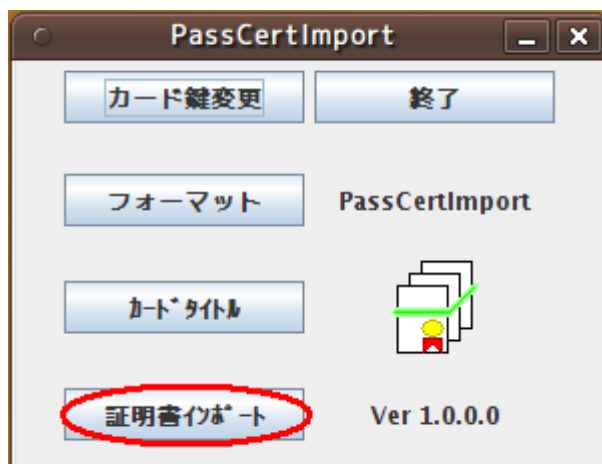 PassCertImport
カード鍵変更
終了
フォーマット
PassCertImport
ｶｰﾄﾞﾀｲﾄﾙ
証明書ｲﾝﾎﾟｰﾄ
Ver 1.0.0.0